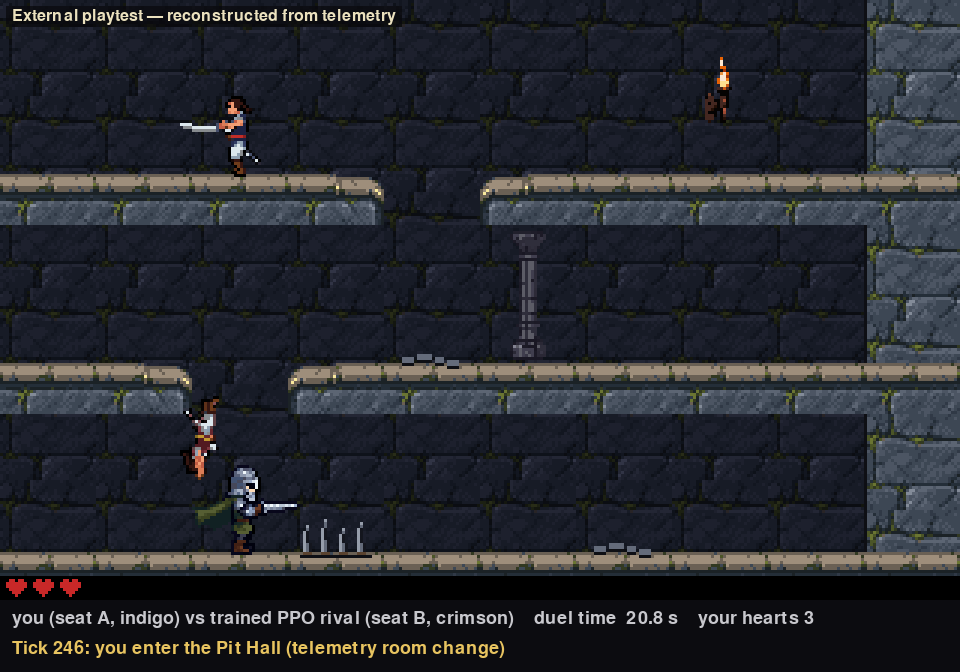 External playtest — reconstructed from telemetry
you (seat A, indigo) vs trained PPO rival (seat B, crimson) duel time 20.8 s your hearts 3
Tick 246: you enter the Pit Hall (telemetry room change)